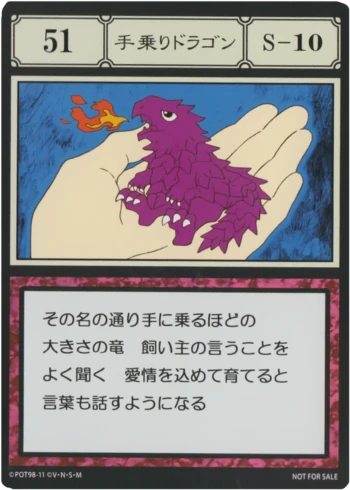 51
手乗りドラゴン
S-10
その名の通り手に乗るほどの
大きさの竜　飼い主の言うことを
よく聞く　愛情を込めて育てると
言葉も話すようになる
©POT98-11 ©V・N・S・M
NOT FOR SALE